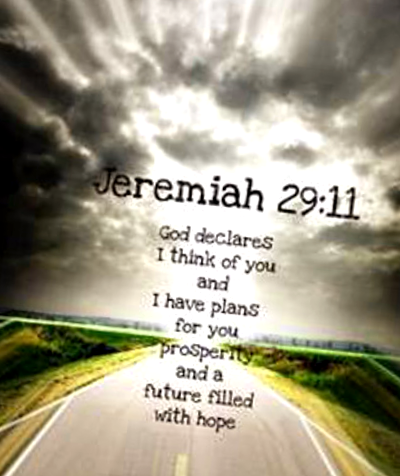 Jeremiah 29:11
God declares
I think of you
and
I have plans
for you
prosperity
and a
future filled
with hope